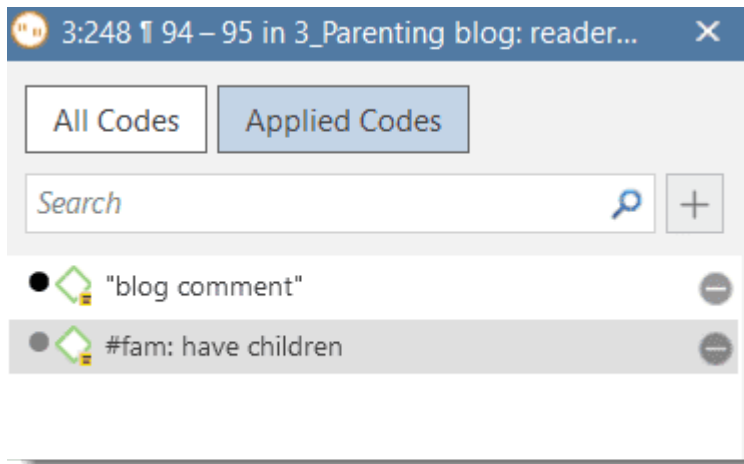 3:248 ¶ 94 – 95 in 3_Parenting blog: reader...
All Codes Applied Codes
Search
"blog comment"
#fam: have children